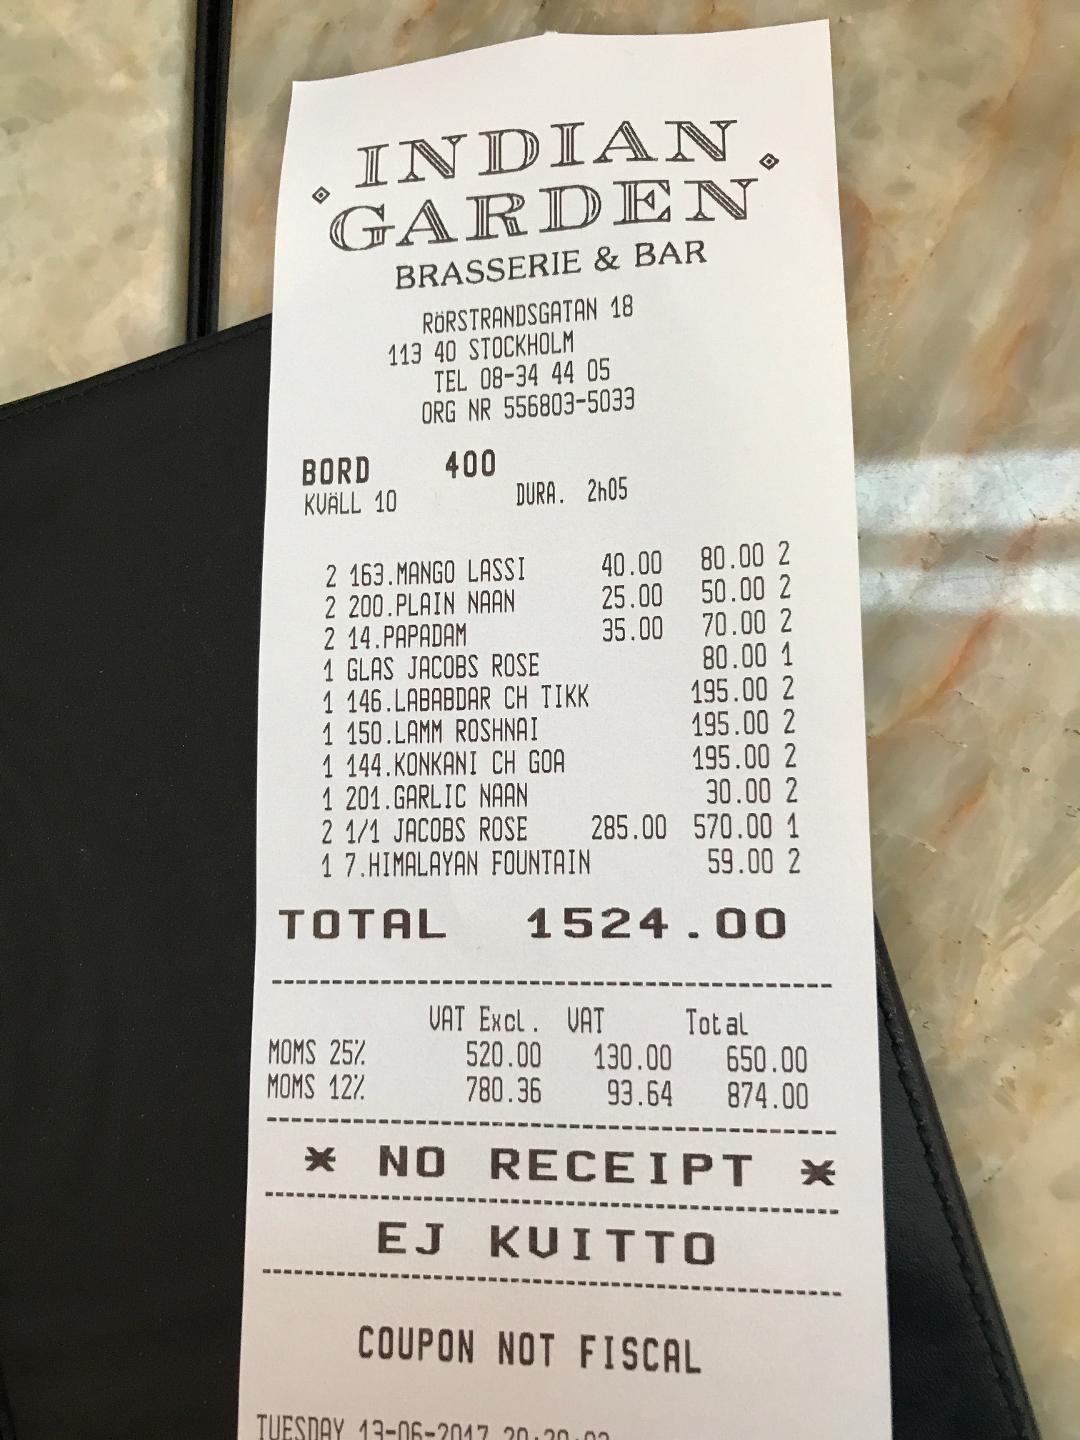 INDIAN
GARDEN
BRASSERIE & BAR
RöRSTRANDSGATAN 18
113 40 STOCKHOLM
TEL 08-34 44 05
ORG NR 556803-5033
BORD 400
KVÄLL 10 DURA. 2h05
2 163.MANGO LASSI 40.00 80.00 2
2 200.PLAIN NAAN 25.00 50.00 2
2 14.PAPADAM 35.00 70.00 2
1 GLAS JACOBS ROSE 80.00 1
1 146.LABABDAR CH TIKK 195.00 2
1 150.LAMM ROSHNAI 195.00 2
1 144.KONKANI CH GOA 195.00 2
1 201.GARLIC NAAN 30.00 2
2 1/1 JACOBS ROSE 285.00 570.00 1
1 7.HIMALAYAN FOUNTAIN 59.00 2
TOTAL 1524.00
VAT Excl. VAT Total
MOMS 25% 520.00 130.00 650.00
MOMS 12% 780.36 93.64 874.00
* NO RECEIPT *
EJ KVITTO
COUPON NOT FISCAL
TUESDAY 13-06-2017